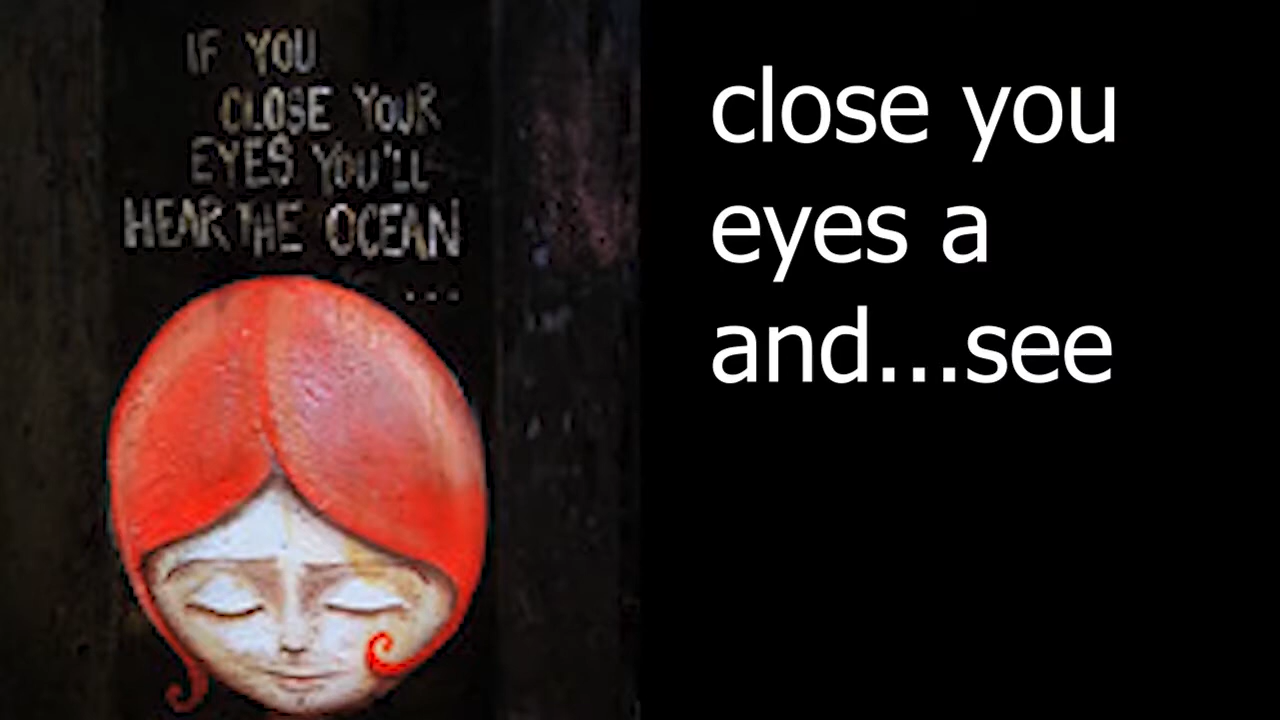 IF YOU
CLOSE YOUR
EYES YOU'LL
HEAR THE OCEAN
...
close you
eyes a
and...see